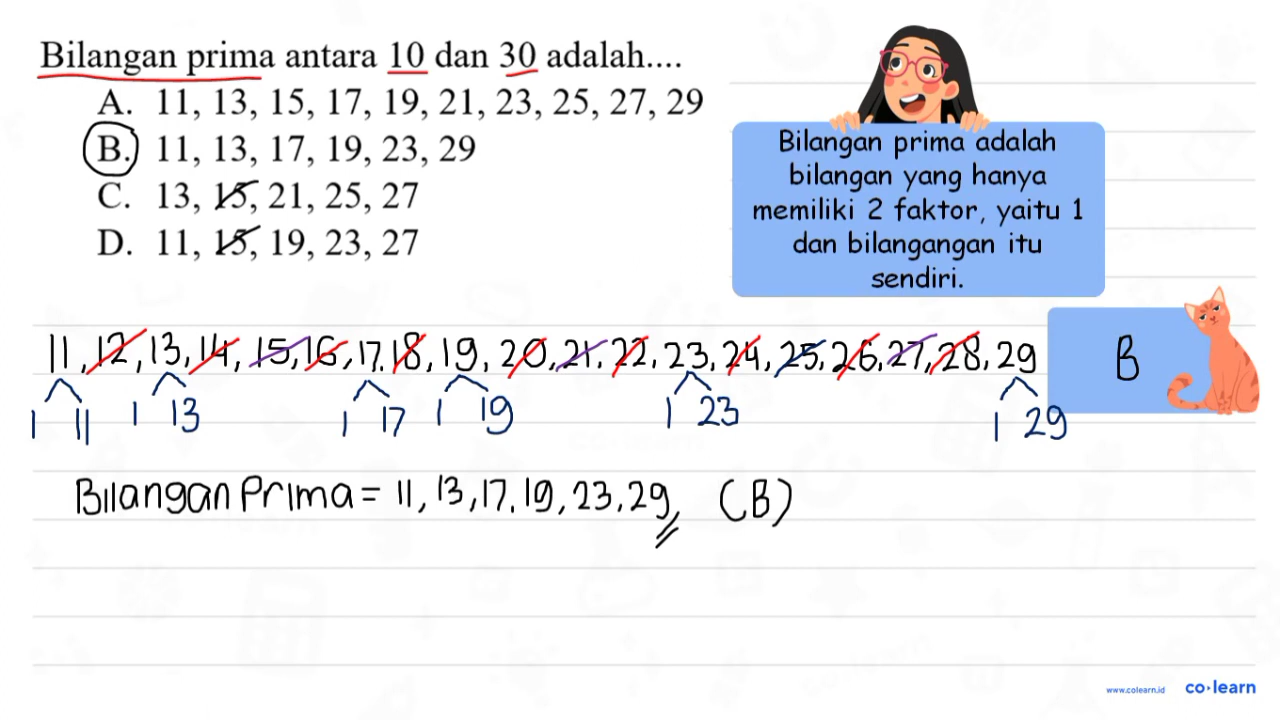 Bilangan prima antara 10 dan 30 adalah....
A. 11, 13, 15, 17, 19, 21, 23, 25, 27, 29
B. 11, 13, 17, 19, 23, 29
C. 13, 15, 21, 25, 27
D. 11, 15, 19, 23, 27
Bilangan prima adalah
bilangan yang hanya
memiliki 2 faktor, yaitu 1
dan bilangangan itu
sendiri.
11, 12, 13, 14, 15, 16, 17, 18, 19, 20, 21, 22, 23, 24, 25, 26, 27, 28, 29
1 11 1 13 1 17 1 19 1 23 1 29
B
Bilangan Prima = 11, 13, 17, 19, 23, 29 (B)
www.colearn.id co·learn